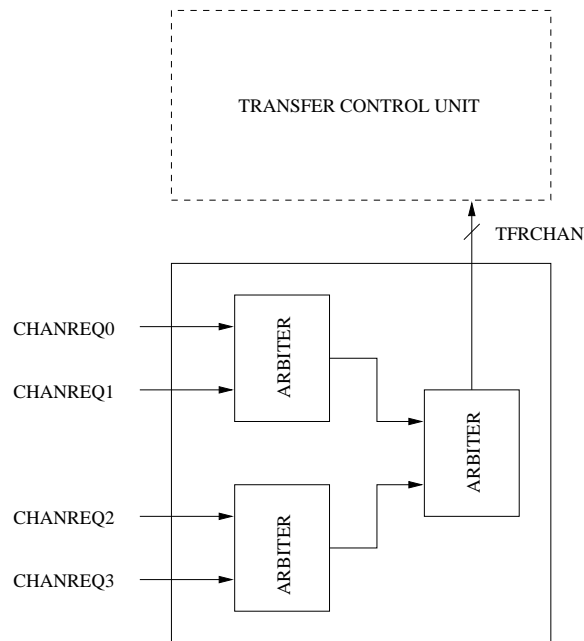 TRANSFER CONTROL UNIT
TFRCHAN
CHANREQ0
ARBITER
CHANREQ1
ARBITER
CHANREQ2
ARBITER
CHANREQ3